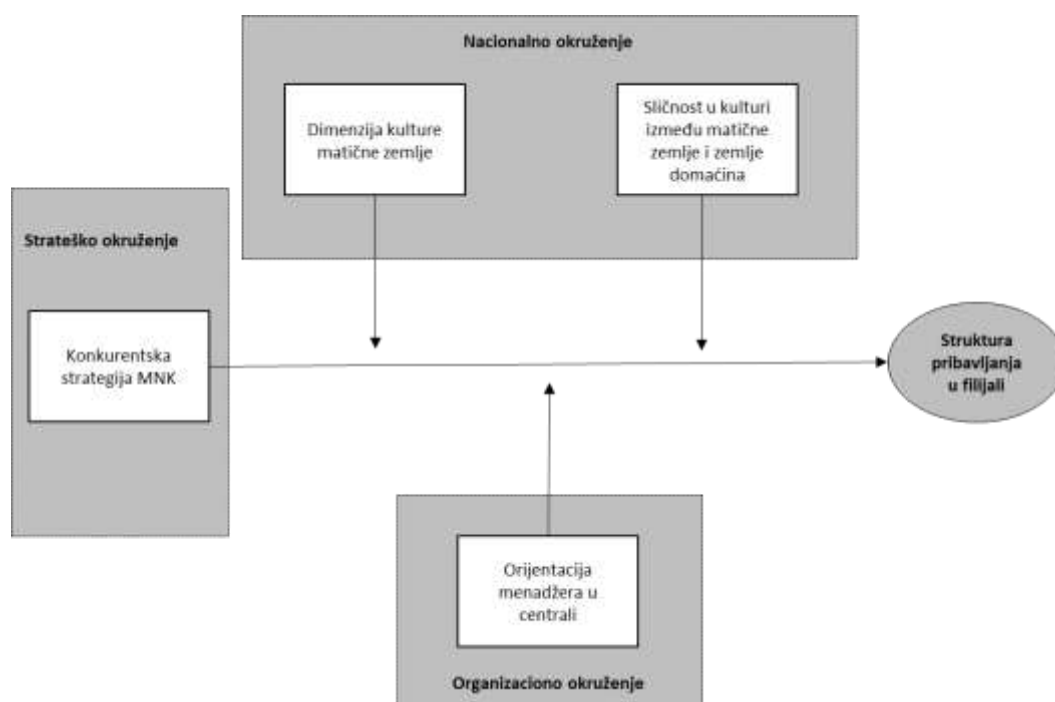 Nacionalno okruženje
Dimenzija kulture
matične zemlje
Sličnost u kulturi
između matične
zemlje i zemlje
domaćina
Strateško okruženje
Konkurentska
strategija MNK
Struktura
pribavljanja
u filijali
Orijentacija
menadžera u
centrali
Organizaciono okruženje